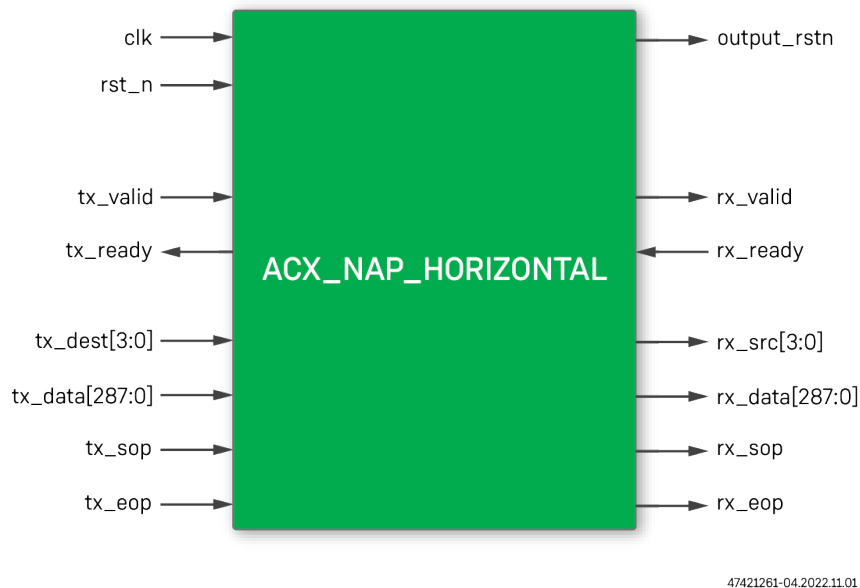 clk
output_rstn
rst_n
tx_valid
rx_valid
tx_ready
rx_ready
ACX_NAP_HORIZONTAL
tx_dest[3:0]
rx_src[3:0]
tx_data[287:0]
rx_data[287:0]
tx_sop
rx_sop
tx_eop
rx_eop
47421261-04.2022.11.01